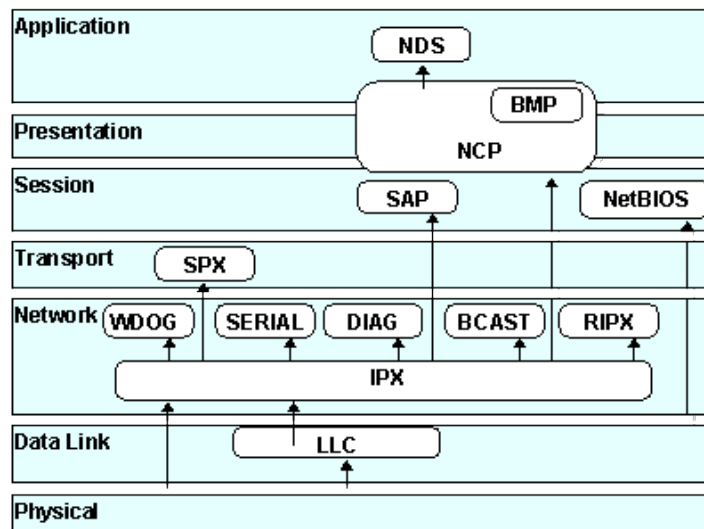 Application
NDS
BMP
Presentation
NCP
Session
SAP
NetBIOS
Transport
SPX
Network
WDOG
SERIAL
DIAG
BCAST
RIPX
IPX
Data Link
LLC
Physical